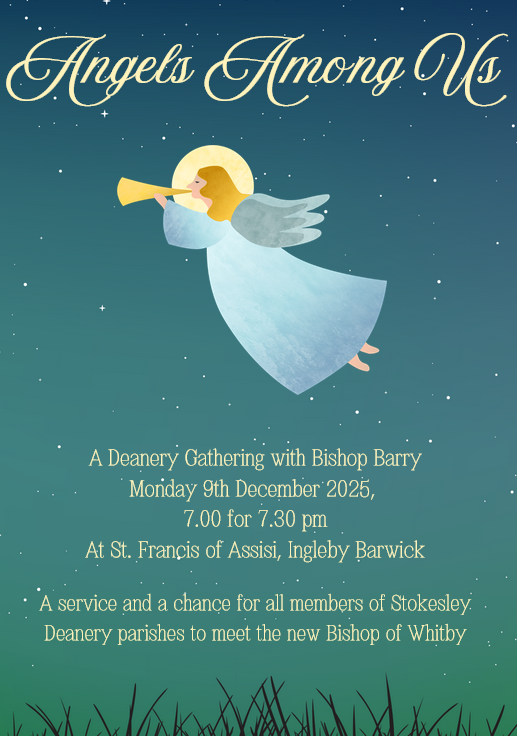 Angels Among Us
A Deanery Gathering with Bishop Barry
Monday 9th December 2025,
7.00 for 7.30 pm
At St. Francis of Assisi, Ingleby Barwick
A service and a chance for all members of Stokesley
Deanery parishes to meet the new Bishop of Whitby